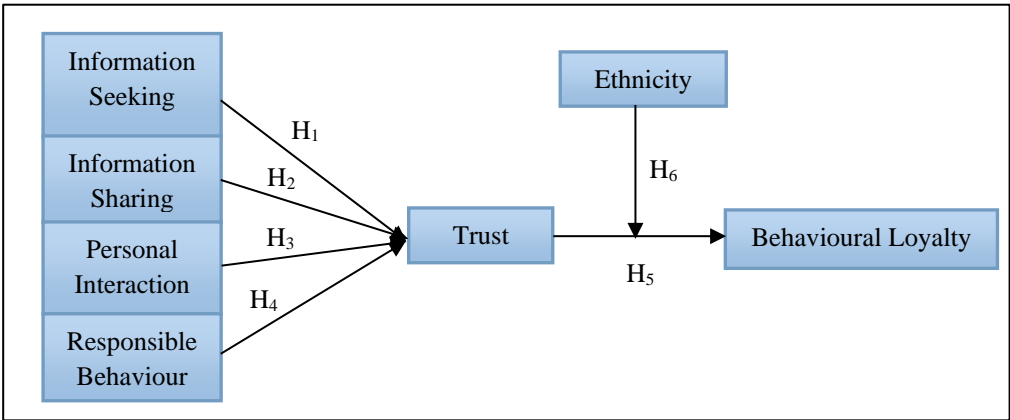 Information
Seeking
Information
Sharing
Personal
Interaction
Responsible
Behaviour
H₁
H₂
H₃
H₄
Trust
Ethnicity
H₆
H₅
Behavioural Loyalty